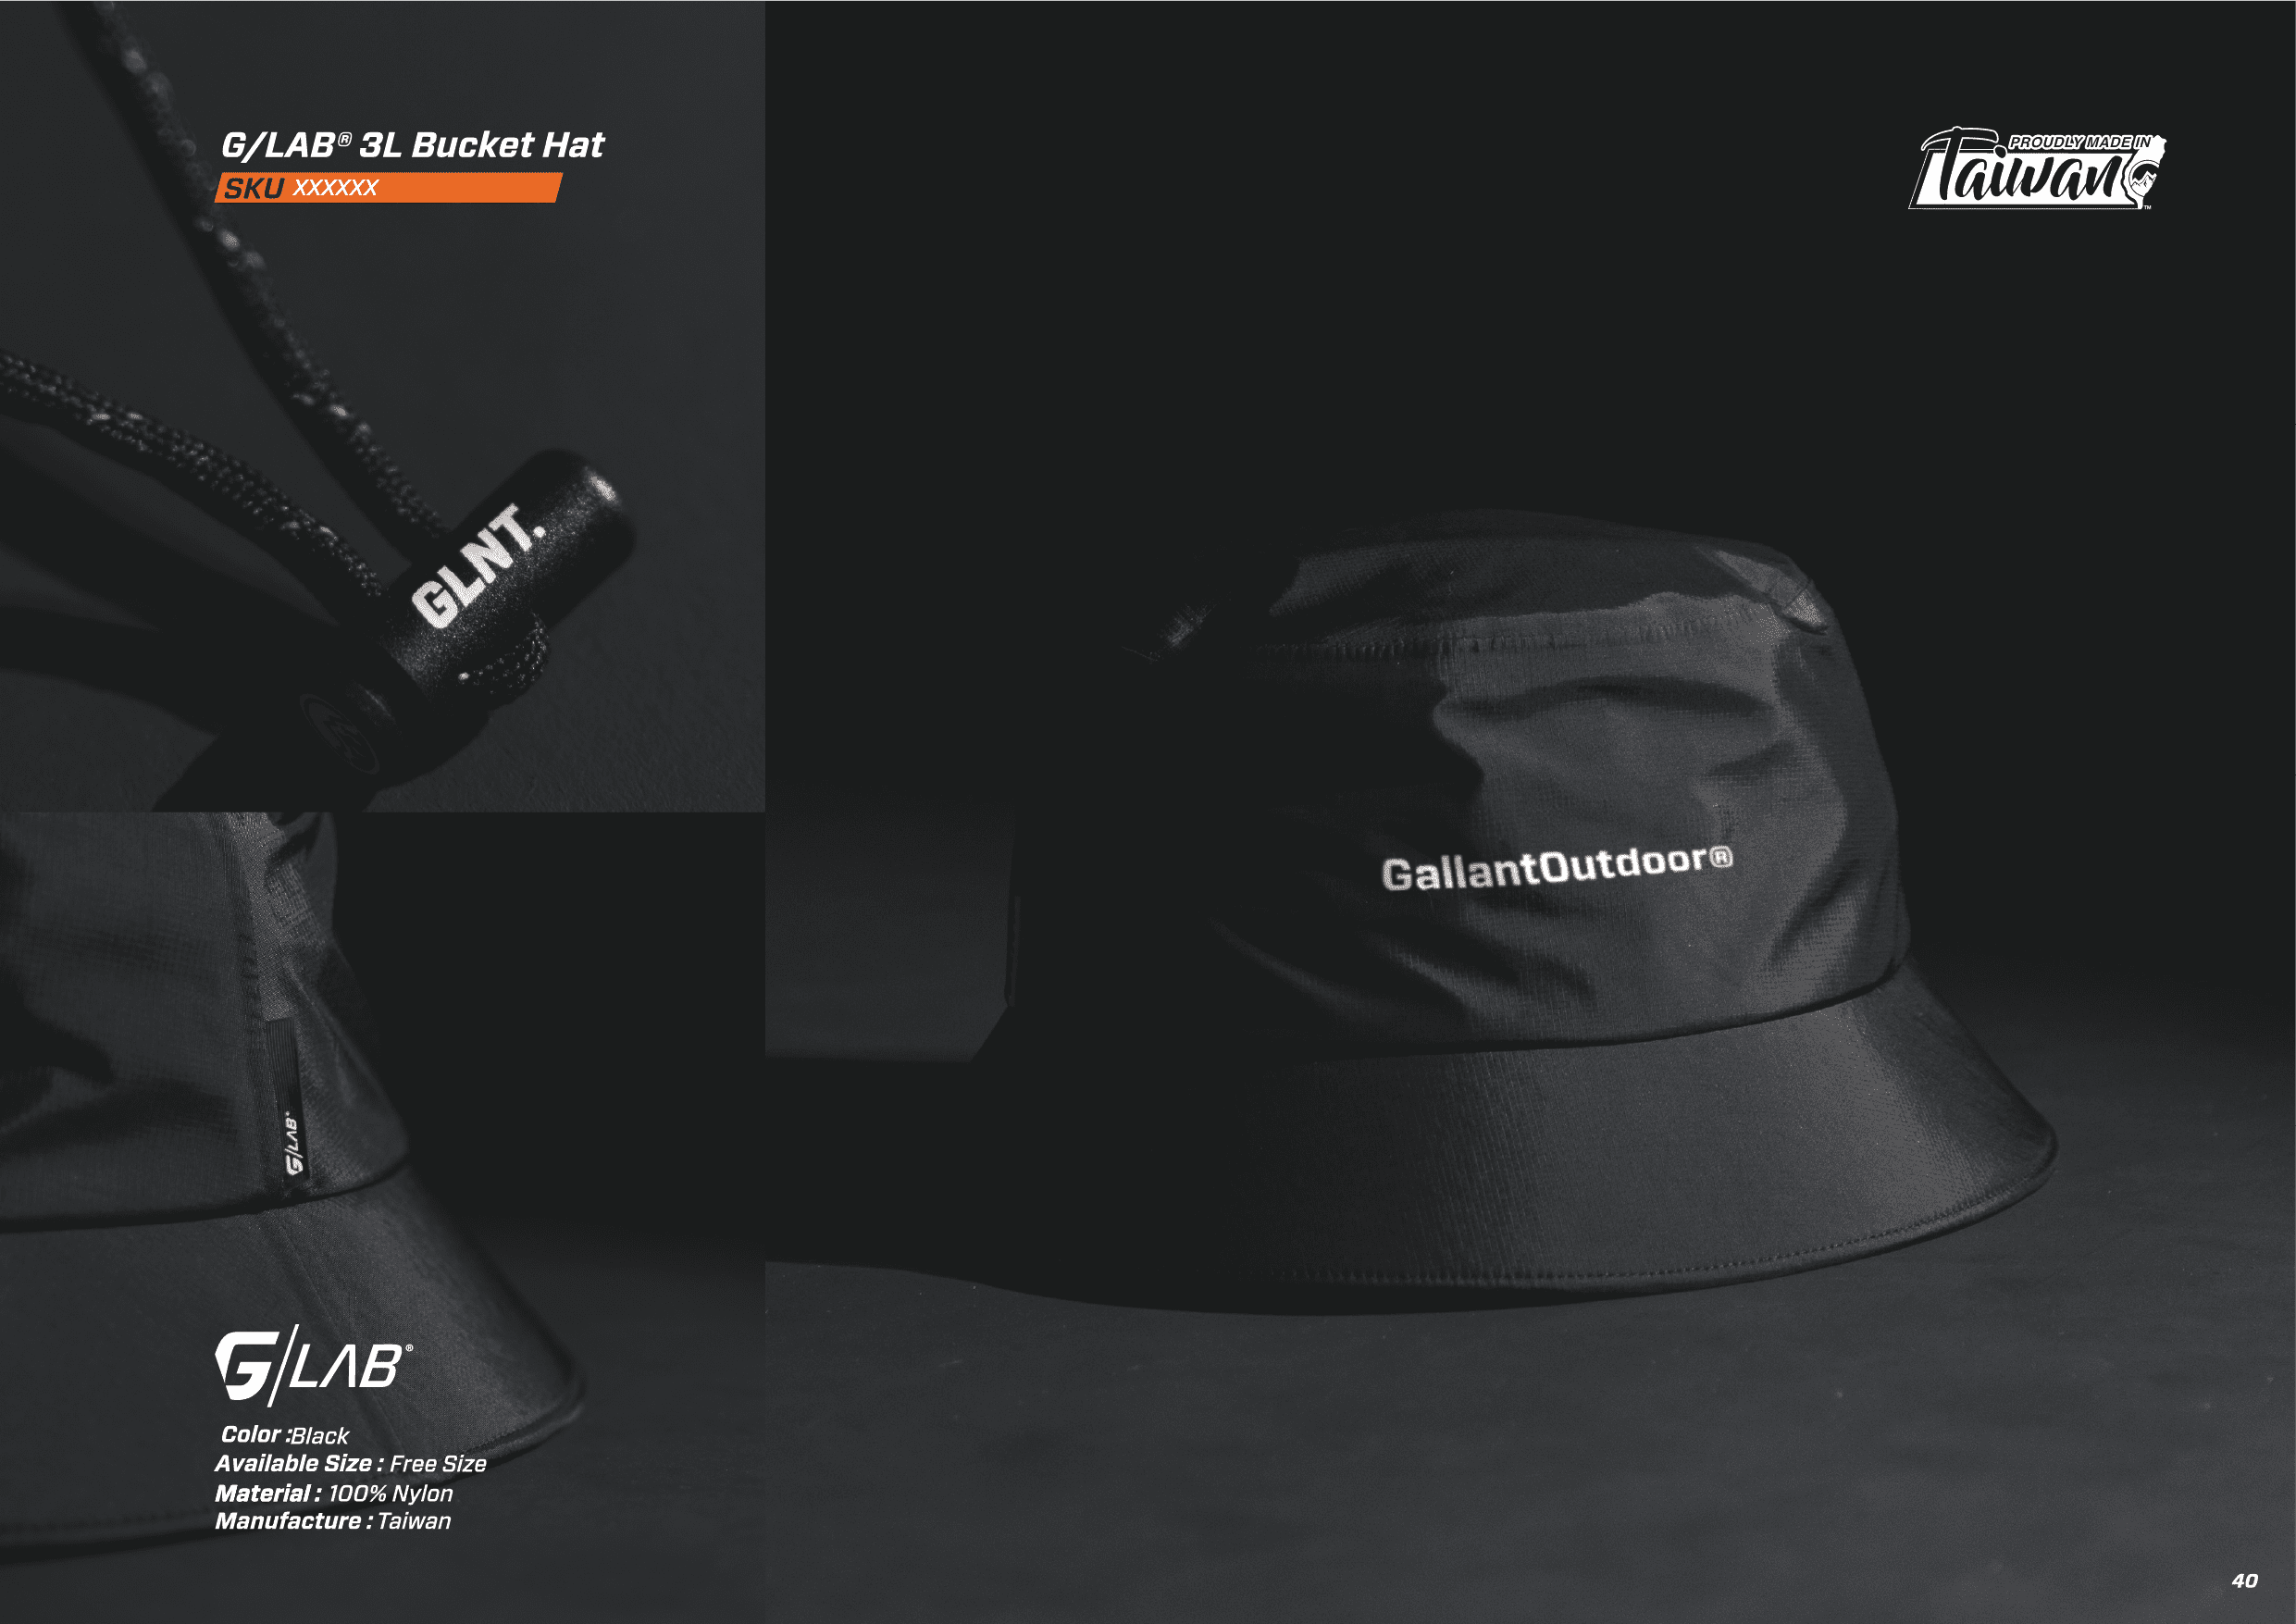 G/LAB® 3L Bucket Hat
SKU XXXXXX
PROUDLY MADE IN
Taiwan
TM
GLNT.
GallantOutdoor®
G/LAB®
G/LAB®
Color :Black
Available Size : Free Size
Material : 100% Nylon
Manufacture : Taiwan
40